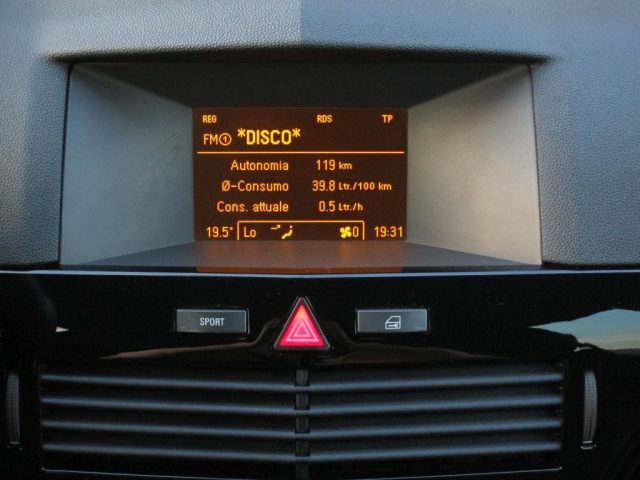 REG RDS TP
FM1 *DISCO*
Autonomia 119 km
Ø-Consumo 39.8 Ltr./100 km
Cons. attuale 0.5 Ltr./h
19.5° Lo 0 19:31
SPORT